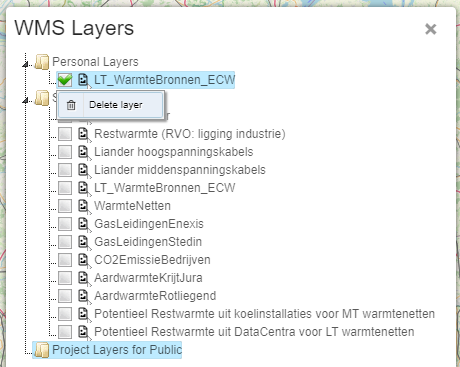 WMS Layers
Personal Layers
LT_WarmteBronnen_ECW
Delete layer
Restwarmte (RVO: ligging industrie)
Liander hoogspanningskabels
Liander middenspanningskabels
LT_WarmteBronnen_ECW
WarmteNetten
GasLeidingenEnexis
GasLeidingenStedin
CO2EmissieBedrijven
AardwarmteKrijtJura
AardwarmteRotliegend
Potentieel Restwarmte uit koelinstallaties voor MT warmtenetten
Potentieel Restwarmte uit DataCentra voor LT warmtenetten
Project Layers for Public